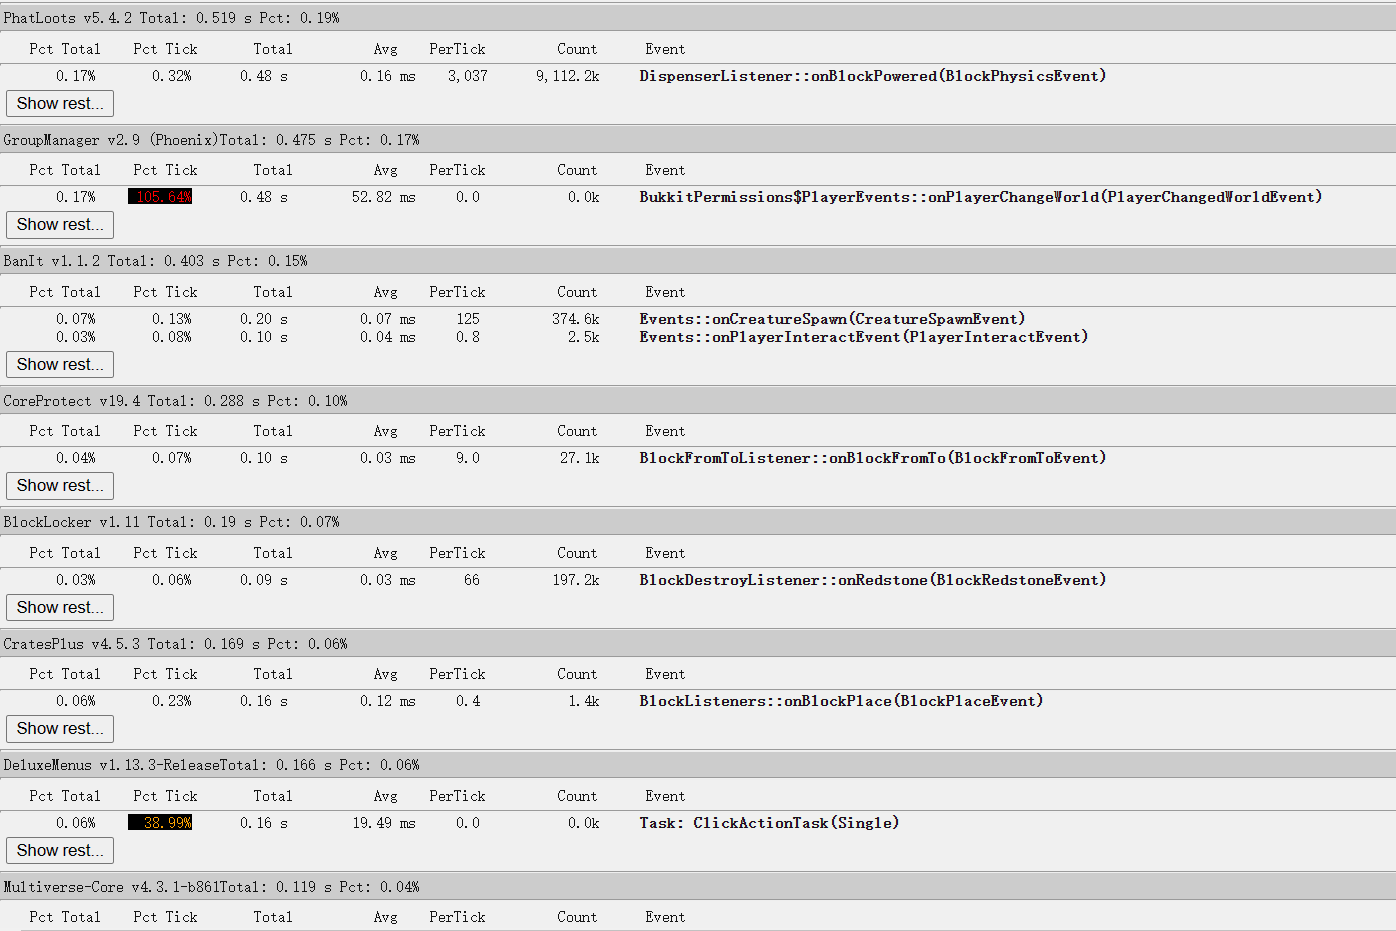 PhatLoots v5.4.2 Total: 0.519 s Pct: 0.19%
Pct Total Pct Tick Total Avg PerTick Count Event
0.17% 0.32% 0.48 s 0.16 ms 3,037 9,112.2k DispenserListener::onBlockPowered(BlockPhysicsEvent)
Show rest...
GroupManager v2.9 (Phoenix)Total: 0.475 s Pct: 0.17%
Pct Total Pct Tick Total Avg PerTick Count Event
0.17% 105.64% 0.48 s 52.82 ms 0.0 0.0k BukkitPermissions$PlayerEvents::onPlayerChangeWorld(PlayerChangedWorldEvent)
Show rest...
BanIt v1.1.2 Total: 0.403 s Pct: 0.15%
Pct Total Pct Tick Total Avg PerTick Count Event
0.07% 0.13% 0.20 s 0.07 ms 125 374.6k Events::onCreatureSpawn(CreatureSpawnEvent)
0.03% 0.08% 0.10 s 0.04 ms 0.8 2.5k Events::onPlayerInteractEvent(PlayerInteractEvent)
Show rest...
CoreProtect v19.4 Total: 0.288 s Pct: 0.10%
Pct Total Pct Tick Total Avg PerTick Count Event
0.04% 0.07% 0.10 s 0.03 ms 9.0 27.1k BlockFromToListener::onBlockFromTo(BlockFromToEvent)
Show rest...
BlockLocker v1.11 Total: 0.19 s Pct: 0.07%
Pct Total Pct Tick Total Avg PerTick Count Event
0.03% 0.06% 0.09 s 0.03 ms 66 197.2k BlockDestroyListener::onRedstone(BlockRedstoneEvent)
Show rest...
CratesPlus v4.5.3 Total: 0.169 s Pct: 0.06%
Pct Total Pct Tick Total Avg PerTick Count Event
0.06% 0.23% 0.16 s 0.12 ms 0.4 1.4k BlockListeners::onBlockPlace(BlockPlaceEvent)
Show rest...
DeluxeMenus v1.13.3-ReleaseTotal: 0.166 s Pct: 0.06%
Pct Total Pct Tick Total Avg PerTick Count Event
0.06% 38.99% 0.16 s 19.49 ms 0.0 0.0k Task: ClickActionTask(Single)
Show rest...
Multiverse-Core v4.3.1-b861Total: 0.119 s Pct: 0.04%
Pct Total Pct Tick Total Avg PerTick Count Event